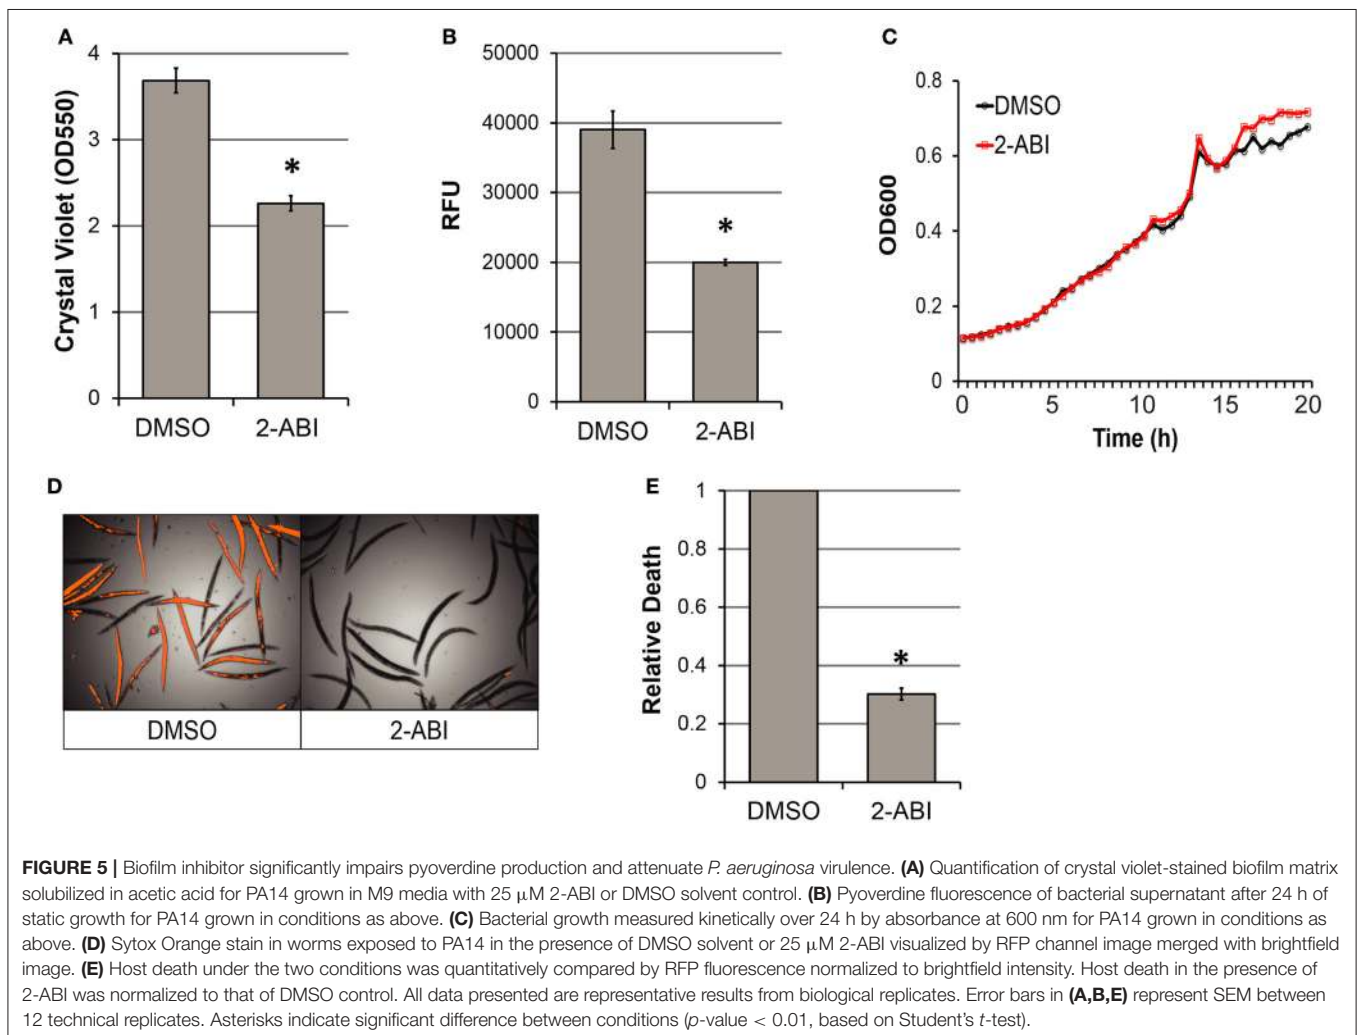 A
4
3
2
1
0
Crystal Violet (OD550)
*
DMSO
2-ABI
B
50000
40000
30000
20000
10000
0
RFU
*
DMSO
2-ABI
C
0.8
0.6
0.4
0.2
0
OD600
DMSO
2-ABI
0 5 10 15 20
Time (h)
D
DMSO
2-ABI
E
1
0.8
0.6
0.4
0.2
0
Relative Death
*
DMSO
2-ABI
FIGURE 5 | Biofilm inhibitor significantly impairs pyoverdine production and attenuate P. aeruginosa virulence. (A) Quantification of crystal violet-stained biofilm matrix
solubilized in acetic acid for PA14 grown in M9 media with 25 μM 2-ABI or DMSO solvent control. (B) Pyoverdine fluorescence of bacterial supernatant after 24 h of
static growth for PA14 grown in conditions as above. (C) Bacterial growth measured kinetically over 24 h by absorbance at 600 nm for PA14 grown in conditions as
above. (D) Sytox Orange stain in worms exposed to PA14 in the presence of DMSO solvent or 25 μM 2-ABI visualized by RFP channel image merged with brightfield
image. (E) Host death under the two conditions was quantitatively compared by RFP fluorescence normalized to brightfield intensity. Host death in the presence of
2-ABI was normalized to that of DMSO control. All data presented are representative results from biological replicates. Error bars in (A,B,E) represent SEM between
12 technical replicates. Asterisks indicate significant difference between conditions (p-value < 0.01, based on Student's t-test).